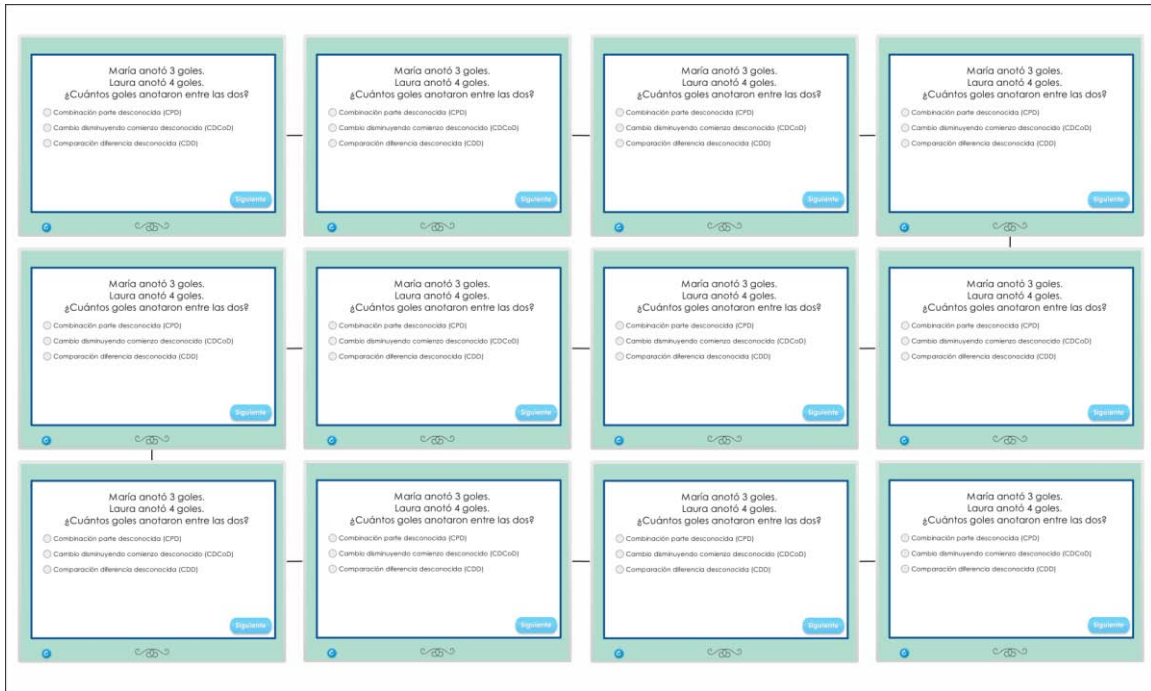 María anotó 3 goles.
Laura anotó 4 goles.
¿Cuántos goles anotaron entre las dos?
Combinación parte desconocida (CPD)
Cambio disminuyendo comienzo desconocido (CDCoD)
Comparación diferencia desconocida (CDD)
Siguiente
María anotó 3 goles.
Laura anotó 4 goles.
¿Cuántos goles anotaron entre las dos?
Combinación parte desconocida (CPD)
Cambio disminuyendo comienzo desconocido (CDCoD)
Comparación diferencia desconocida (CDD)
Siguiente
María anotó 3 goles.
Laura anotó 4 goles.
¿Cuántos goles anotaron entre las dos?
Combinación parte desconocida (CPD)
Cambio disminuyendo comienzo desconocido (CDCoD)
Comparación diferencia desconocida (CDD)
Siguiente
María anotó 3 goles.
Laura anotó 4 goles.
¿Cuántos goles anotaron entre las dos?
Combinación parte desconocida (CPD)
Cambio disminuyendo comienzo desconocido (CDCoD)
Comparación diferencia desconocida (CDD)
Siguiente
María anotó 3 goles.
Laura anotó 4 goles.
¿Cuántos goles anotaron entre las dos?
Combinación parte desconocida (CPD)
Cambio disminuyendo comienzo desconocido (CDCoD)
Comparación diferencia desconocida (CDD)
Siguiente
María anotó 3 goles.
Laura anotó 4 goles.
¿Cuántos goles anotaron entre las dos?
Combinación parte desconocida (CPD)
Cambio disminuyendo comienzo desconocido (CDCoD)
Comparación diferencia desconocida (CDD)
Siguiente
María anotó 3 goles.
Laura anotó 4 goles.
¿Cuántos goles anotaron entre las dos?
Combinación parte desconocida (CPD)
Cambio disminuyendo comienzo desconocido (CDCoD)
Comparación diferencia desconocida (CDD)
Siguiente
María anotó 3 goles.
Laura anotó 4 goles.
¿Cuántos goles anotaron entre las dos?
Combinación parte desconocida (CPD)
Cambio disminuyendo comienzo desconocido (CDCoD)
Comparación diferencia desconocida (CDD)
Siguiente
María anotó 3 goles.
Laura anotó 4 goles.
¿Cuántos goles anotaron entre las dos?
Combinación parte desconocida (CPD)
Cambio disminuyendo comienzo desconocido (CDCoD)
Comparación diferencia desconocida (CDD)
Siguiente
María anotó 3 goles.
Laura anotó 4 goles.
¿Cuántos goles anotaron entre las dos?
Combinación parte desconocida (CPD)
Cambio disminuyendo comienzo desconocido (CDCoD)
Comparación diferencia desconocida (CDD)
Siguiente
María anotó 3 goles.
Laura anotó 4 goles.
¿Cuántos goles anotaron entre las dos?
Combinación parte desconocida (CPD)
Cambio disminuyendo comienzo desconocido (CDCoD)
Comparación diferencia desconocida (CDD)
Siguiente
María anotó 3 goles.
Laura anotó 4 goles.
¿Cuántos goles anotaron entre las dos?
Combinación parte desconocida (CPD)
Cambio disminuyendo comienzo desconocido (CDCoD)
Comparación diferencia desconocida (CDD)
Siguiente